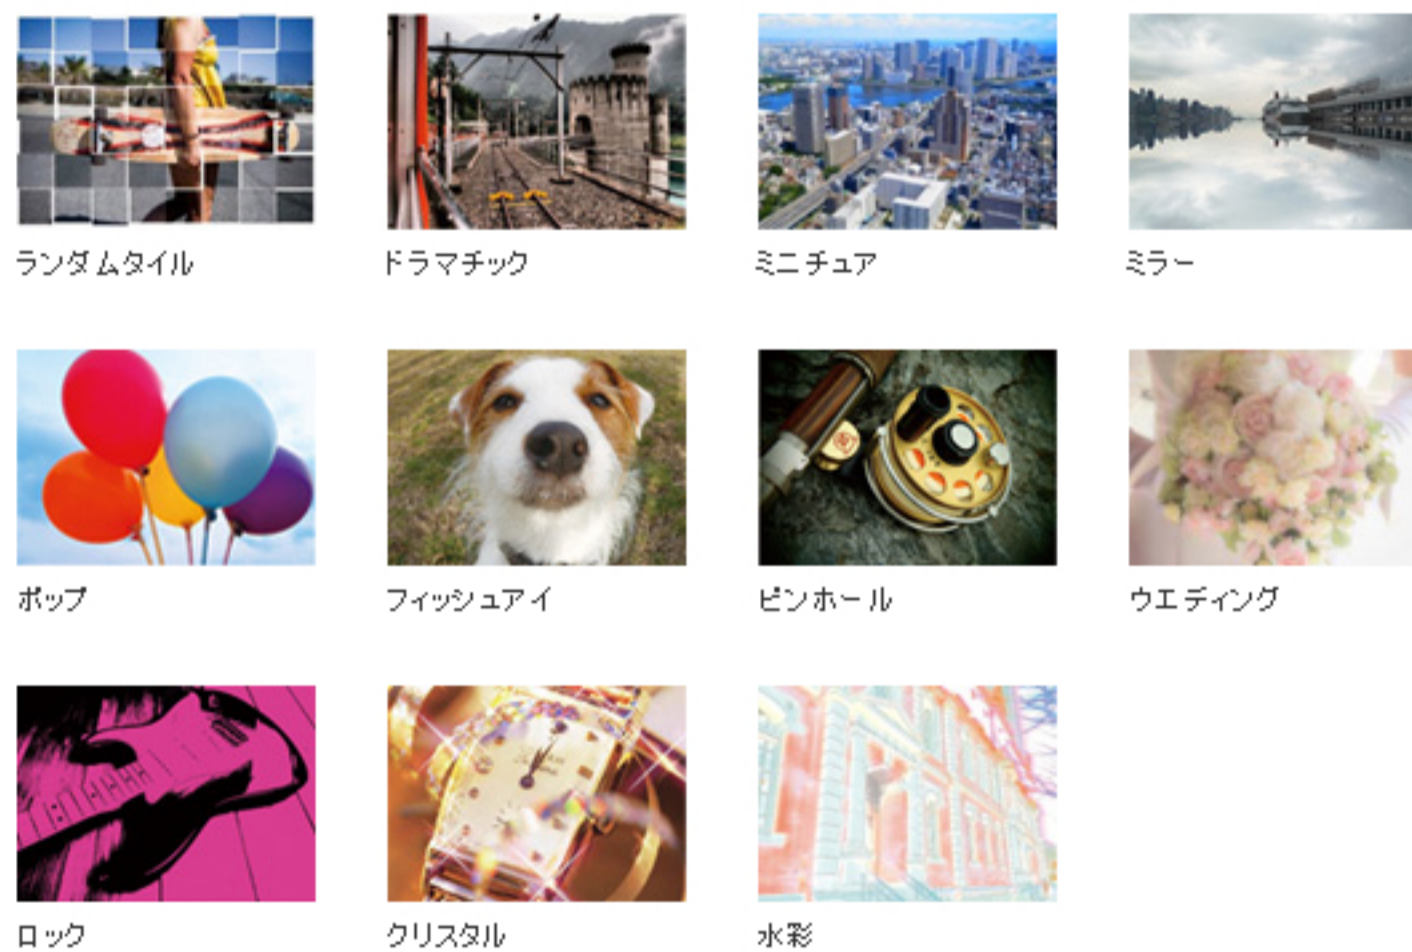 ランダムタイル
ドラマチック
ミニチュア
ミラー
ポップ
フィッシュアイ
ピンホール
ウエディング
ロック
クリスタル
水彩